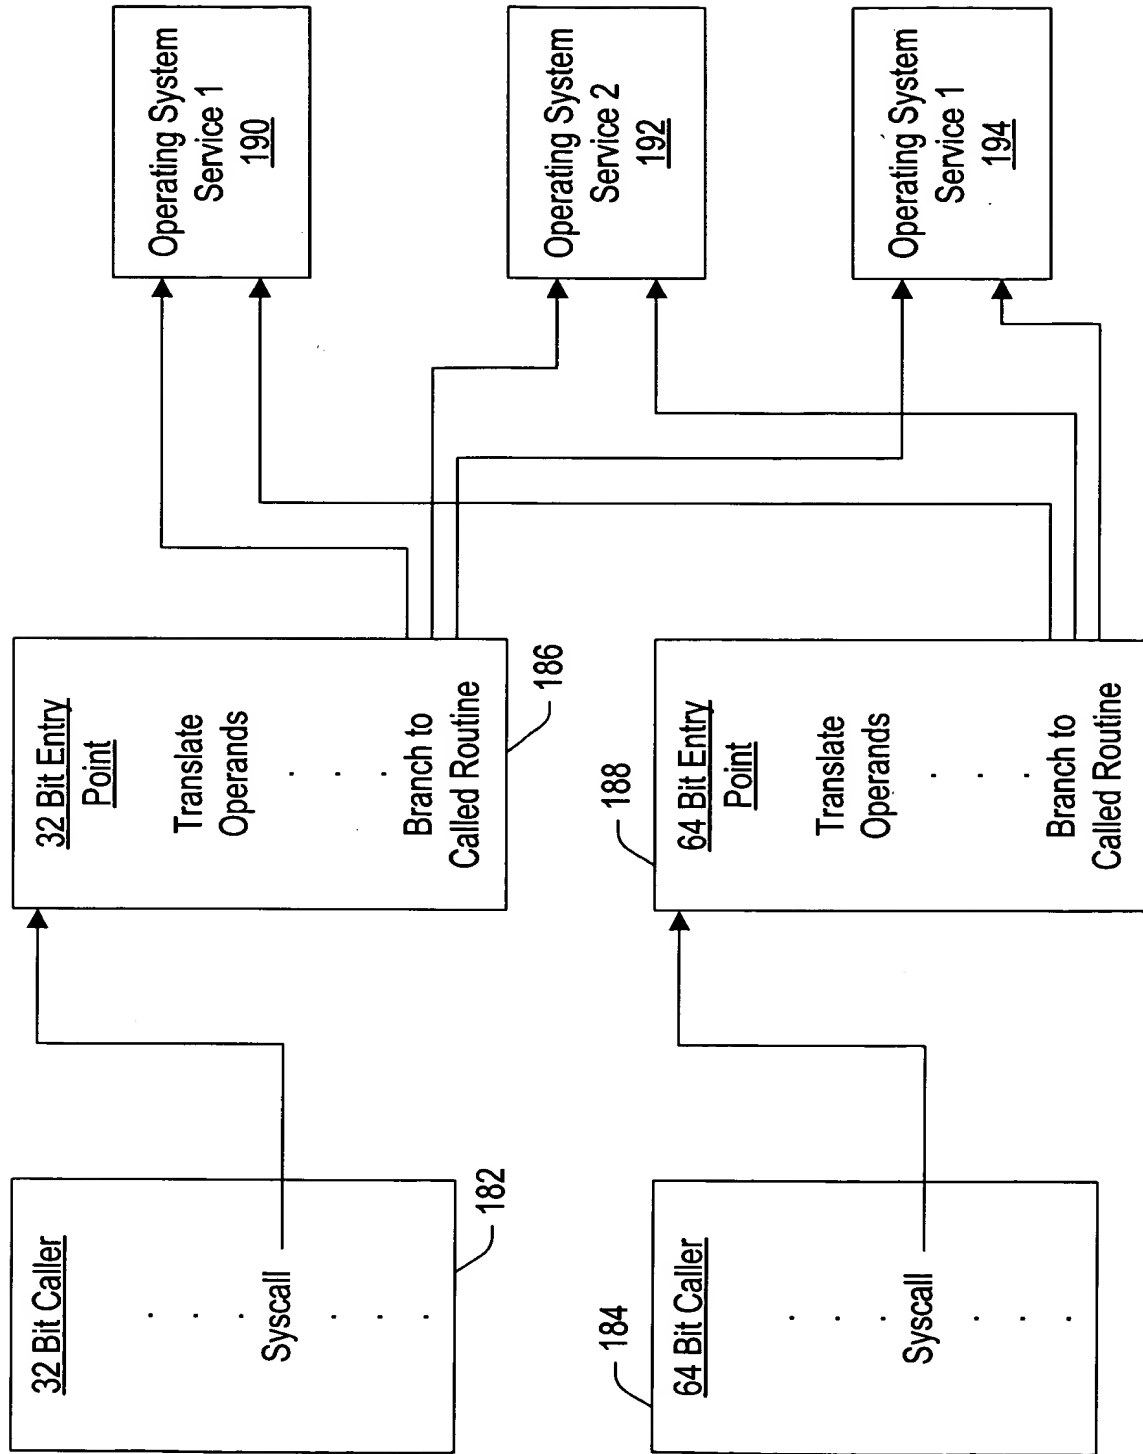 32 Bit Caller
. . .
Syscall
. . .
182
32 Bit Entry
Point
Translate
Operands
. . .
Branch to
Called Routine
186
Operating System
Service 1
190
Operating System
Service 2
192
Operating System
Service 1
194
184
64 Bit Caller
. . .
Syscall
. . .
188
64 Bit Entry
Point
Translate
Operands
. . .
Branch to
Called Routine